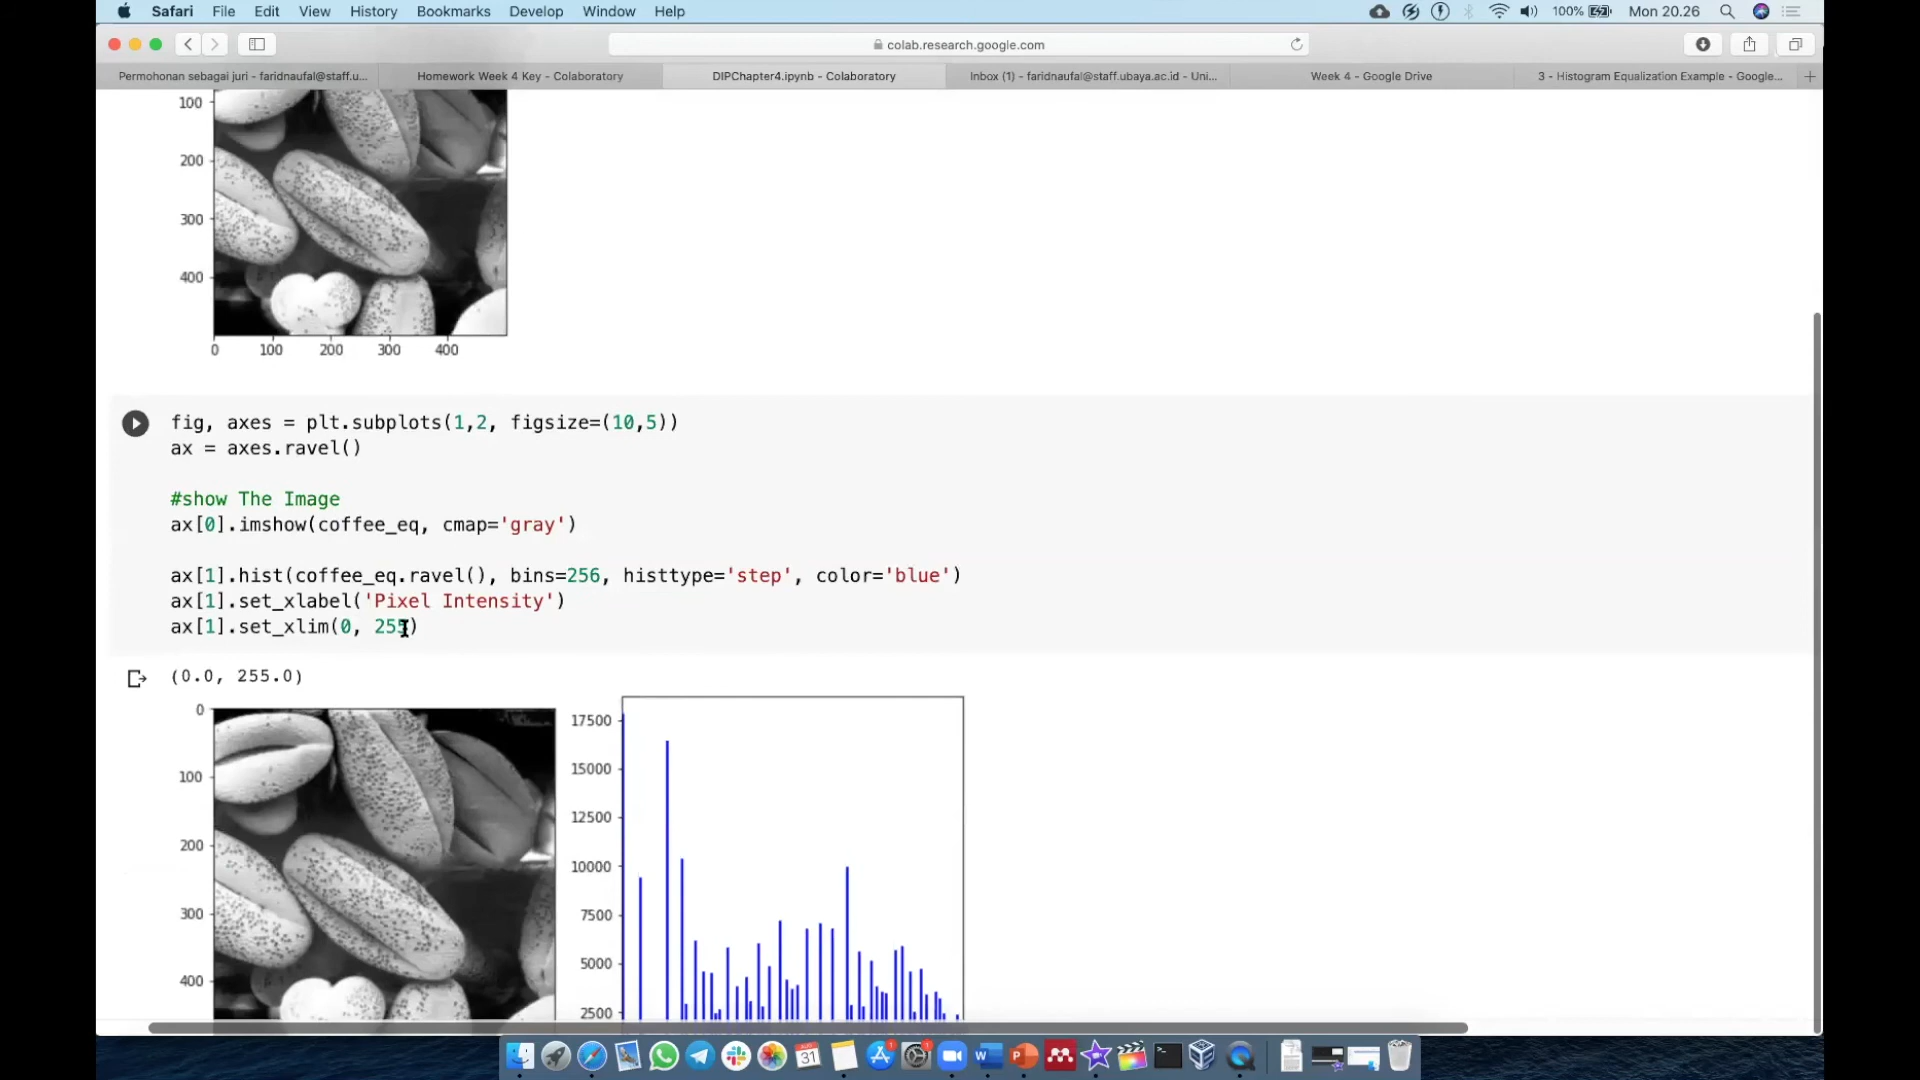 Safari File Edit View History Bookmarks Develop Window Help 100% Mon 20.26
colab.research.google.com
Permohonan sebagai juri - faridnaufal@staff.u... Homework Week 4 Key - Colaboratory DIPChapter4.ipynb - Colaboratory Inbox (1) - faridnaufal@staff.ubaya.ac.id - Uni... Week 4 - Google Drive 3 - Histogram Equalization Example - Google...
100
200
300
400
0 100 200 300 400
fig, axes = plt.subplots(1,2, figsize=(10,5))
ax = axes.ravel()
#show The Image
ax[0].imshow(coffee_eq, cmap='gray')
ax[1].hist(coffee_eq.ravel(), bins=256, histtype='step', color='blue')
ax[1].set_xlabel('Pixel Intensity')
ax[1].set_xlim(0, 255)
(0.0, 255.0)
0
100
200
300
400
17500
15000
12500
10000
7500
5000
2500
AUG
31
1
1
W
P